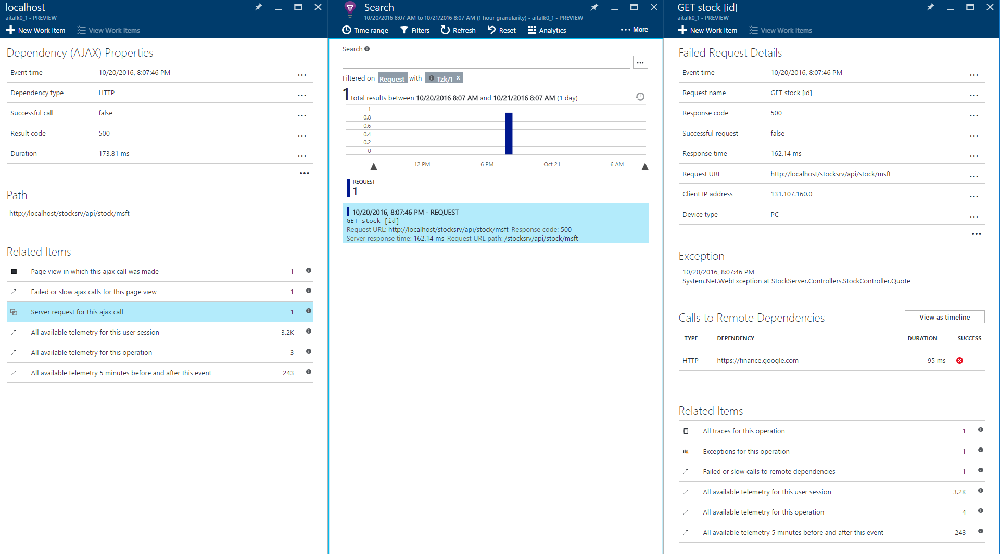 localhost
aitalk0_1 - PREVIEW
New Work Item
View Work Items
Dependency (AJAX) Properties
Event time 10/20/2016, 8:07:46 PM ...
Dependency type HTTP ...
Successful call false ...
Result code 500 ...
Duration 173.81 ms ...
...
Path
http://localhost/stocksrv/api/stock/msft
Related Items
Page view in which this ajax call was made 1
Failed or slow ajax calls for this page view 1
Server request for this ajax call 1
All available telemetry for this user session 3.2K
All available telemetry for this operation 3
All available telemetry 5 minutes before and after this event 243
Search
10/20/2016 8:07 AM to 10/21/2016 8:07 AM (1 hour granularity) - aitalk0_1 - PREVIEW
Time range Filters Refresh Reset Analytics ... More
Search
...
Filtered on Request with Tzk/1 x
1 total results between 10/20/2016 8:07 AM and 10/21/2016 8:07 AM (1 day)
1
0.8
0.6
0.4
0.2
0
12 PM 6 PM Oct 21 6 AM
REQUEST
1
10/20/2016, 8:07:46 PM - REQUEST
GET stock [id]
Request URL: http://localhost/stocksrv/api/stock/msft Response code: 500
Server response time: 162.14 ms Request URL path: /stocksrv/api/stock/msft
GET stock [id]
aitalk0_1 - PREVIEW
New Work Item
View Work Items
Failed Request Details
Event time 10/20/2016, 8:07:46 PM ...
Request name GET stock [id] ...
Response code 500 ...
Successful request false ...
Response time 162.14 ms ...
Request URL http://localhost/stocksrv/api/stock/msft ...
Client IP address 131.107.160.0 ...
Device type PC ...
...
Exception
10/20/2016, 8:07:46 PM
System.Net.WebException at StockServer.Controllers.StockController.Quote
Calls to Remote Dependencies View as timeline
TYPE DEPENDENCY DURATION SUCCESS
HTTP https://finance.google.com 95 ms
Related Items
All traces for this operation 1
Exceptions for this operation 1
Failed or slow calls to remote dependencies 1
All available telemetry for this user session 3.2K
All available telemetry for this operation 4
All available telemetry 5 minutes before and after this event 243